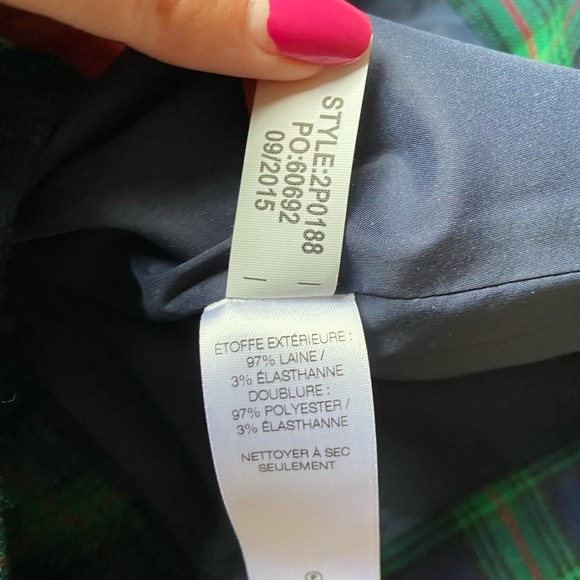 STYLE:2P0188
PO:60692
09/2015
ÉTOFFE EXTÉRIEURE :
97% LAINE /
3% ÉLASTHANNE
DOUBLURE :
97% POLYESTER /
3% ÉLASTHANNE
NETTOYER À SEC
SEULEMENT